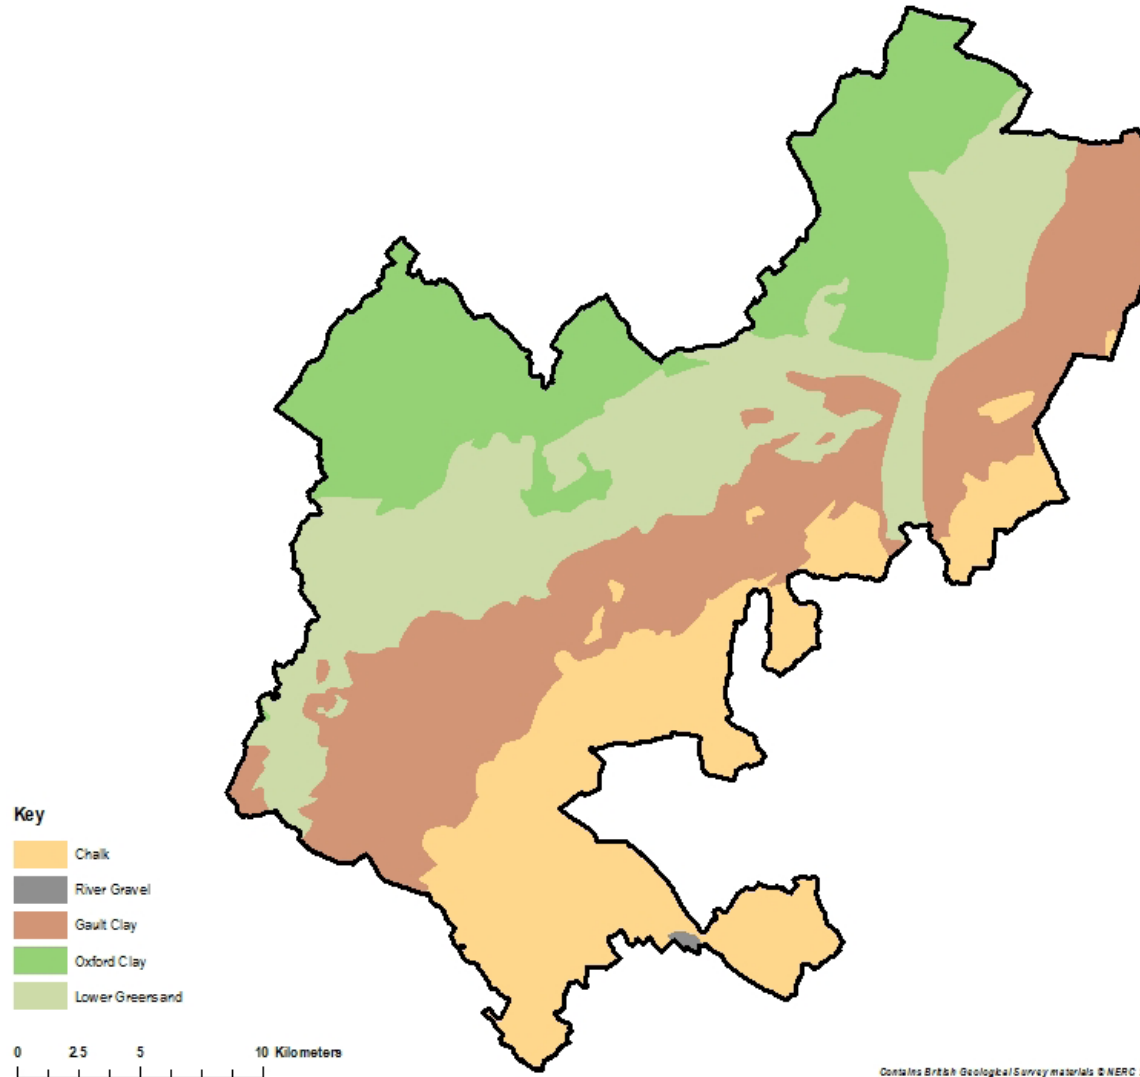 Key
Chalk
River Gravel
Gault Clay
Oxford Clay
Lower Greensand
0 2.5 5 10 Kilometers
Contains British Geological Survey materials © NERC